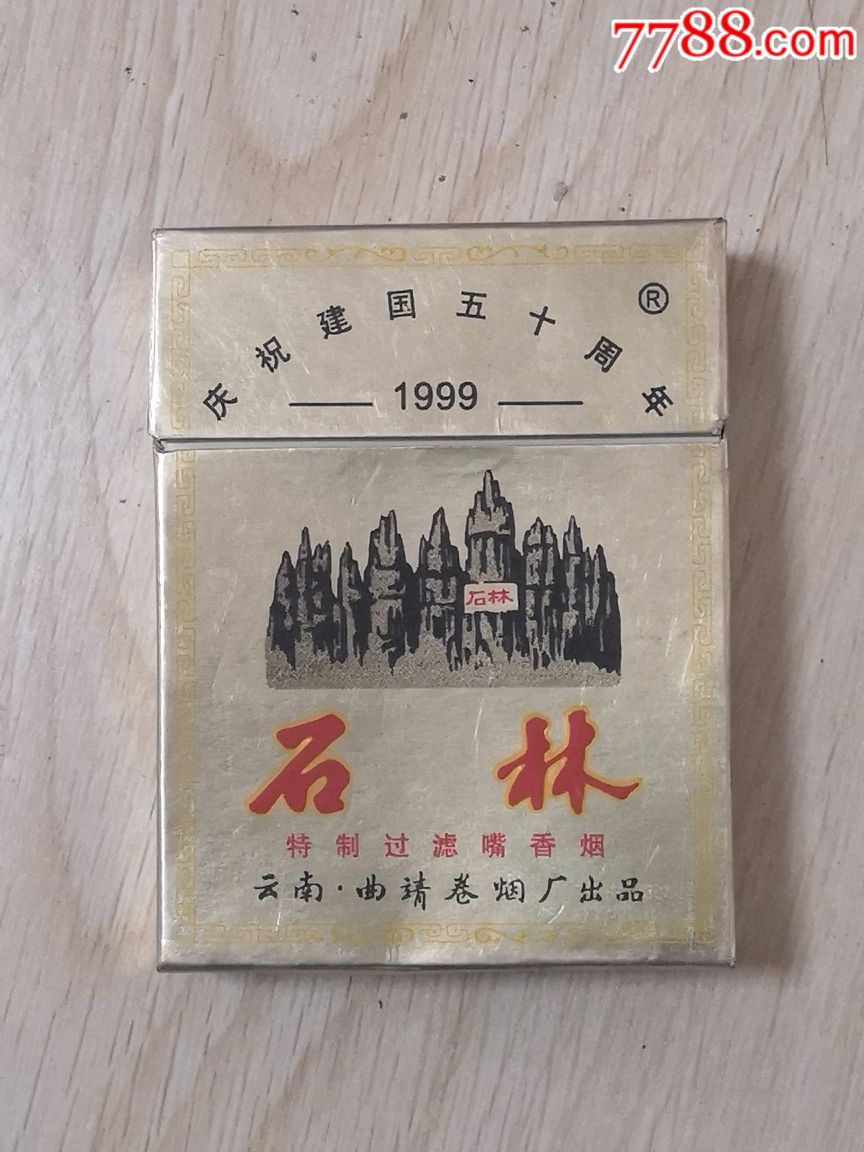 7788.com
®
庆祝建国五十周年
1999
石林
石林
特制过滤嘴香烟
云南·曲靖卷烟厂出品